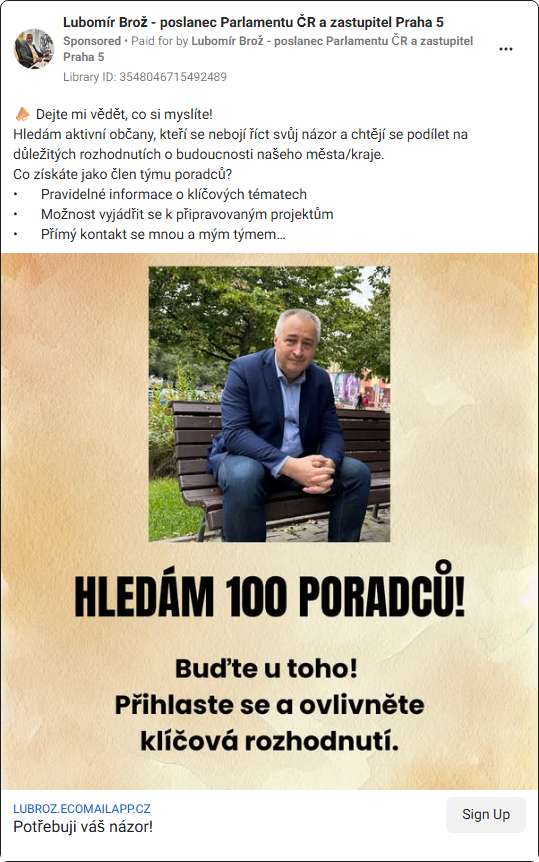 Lubomír Brož - poslanec Parlamentu ČR a zastupitel Praha 5
Sponsored • Paid for by Lubomír Brož - poslanec Parlamentu ČR a zastupitel
Praha 5
Library ID: 3548046715492489
📣 Dejte mi vědět, co si myslíte!
Hledám aktivní občany, kteří se nebojí říct svůj názor a chtějí se podílet na
důležitých rozhodnutích o budoucnosti našeho města/kraje.
Co získáte jako člen týmu poradců?
• Pravidelné informace o klíčových tématech
• Možnost vyjádřit se k připravovaným projektům
• Přímý kontakt se mnou a mým týmem…
HLEDÁM 100 PORADCŮ!
Buďte u toho!
Přihlaste se a ovlivněte
klíčová rozhodnutí.
LUBROZ.ECOMAILAPP.CZ
Potřebuji váš názor!
Sign Up